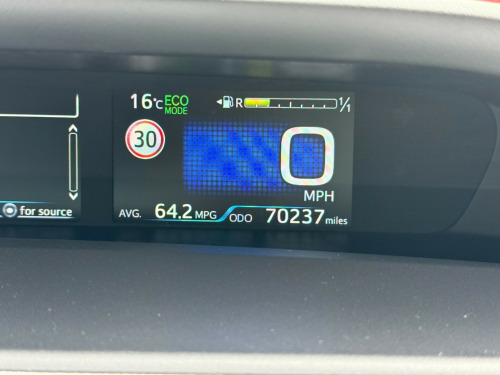 16°C ECO MODE R 1/1
30
0
MPH
AVG. 64.2 MPG ODO 70237 miles
for source